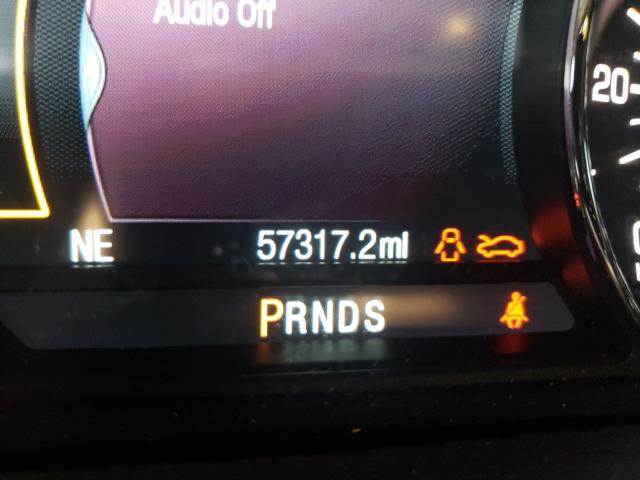 Audio Off
20
NE 57317.2mi
PRNDS